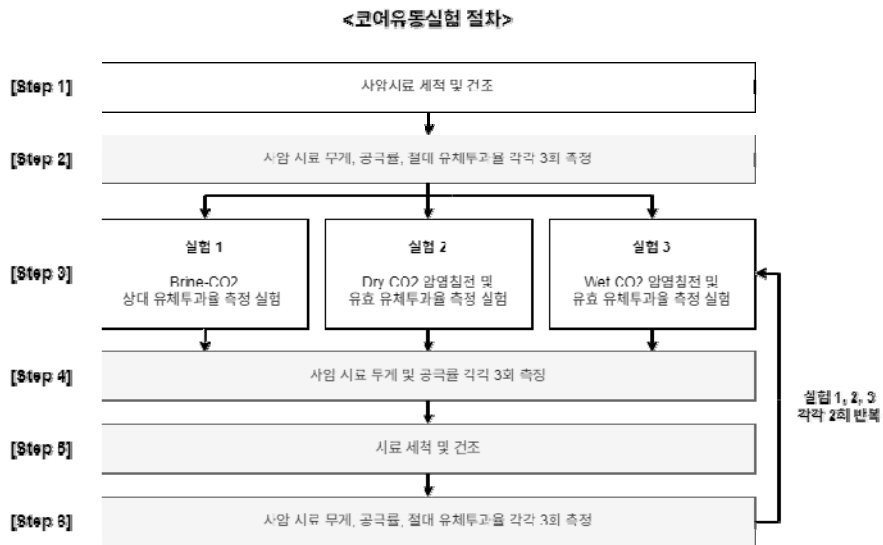 <코어유동실험 절차>
[Step 1]
사암시료 세척 및 건조
[Step 2]
사암 시료 무게, 공극률, 절대 유체투과율 각각 3회 측정
[Step 3]
실험 1
Brine-CO2
상대 유체투과율 측정 실험
실험 2
Dry CO2 암염침전 및
유효 유체투과율 측정 실험
실험 3
Wet CO2 암염침전 및
유효 유체투과율 측정 실험
[Step 4]
사암 시료 무게 및 공극률 각각 3회 측정
실험 1, 2, 3
각각 2회 반복
[Step 5]
시료 세척 및 건조
[Step 6]
사암 시료 무게, 공극률, 절대 유체투과율 각각 3회 측정